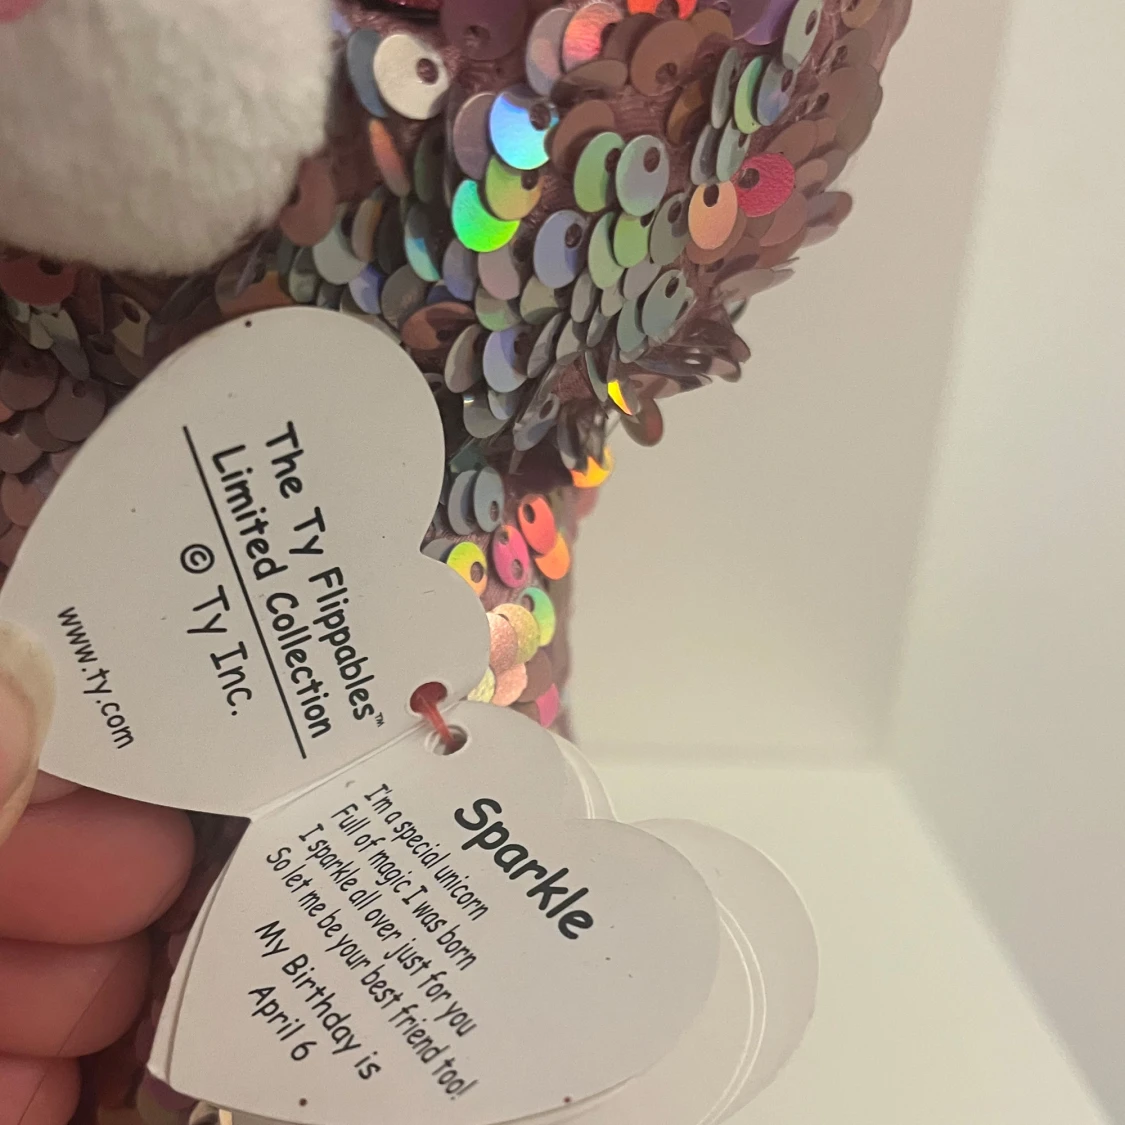 The Ty Flippables™
Limited Collection
© Ty Inc.
www.ty.com
Sparkle
I'm a special unicorn
Full of magic I was born
I sparkle all over just for you
So let me be your best friend too!
My Birthday is
April 6